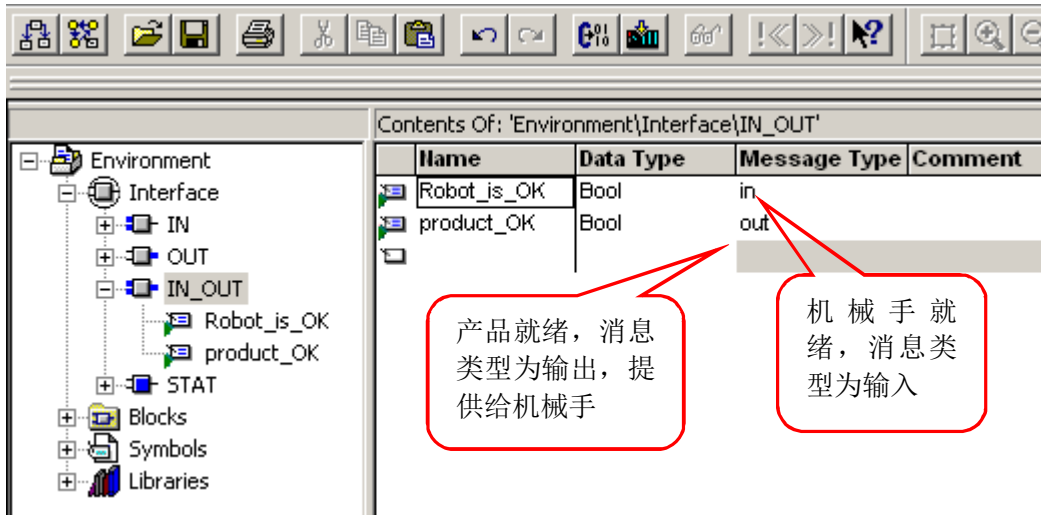 Contents Of: 'Environment\Interface\IN_OUT'
Name Data Type Message Type Comment
Robot_is_OK Bool in
product_OK Bool out
Environment
Interface
IN
OUT
IN_OUT
Robot_is_OK
product_OK
STAT
Blocks
Symbols
Libraries
产品就绪，消息
类型为输出，提
供给机械手
机械手就
绪，消息类
型为输入